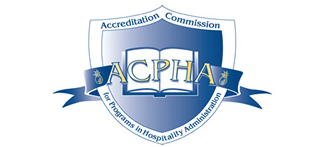 Accreditation Commission
ACPHA
for Programs in Hospitality Administration